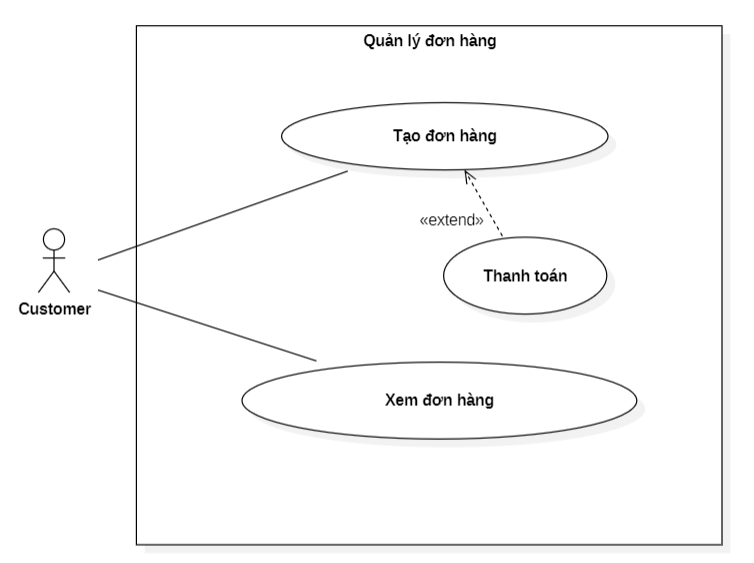 Quản lý đơn hàng
Tạo đơn hàng
«extend»
Thanh toán
Customer
Xem đơn hàng